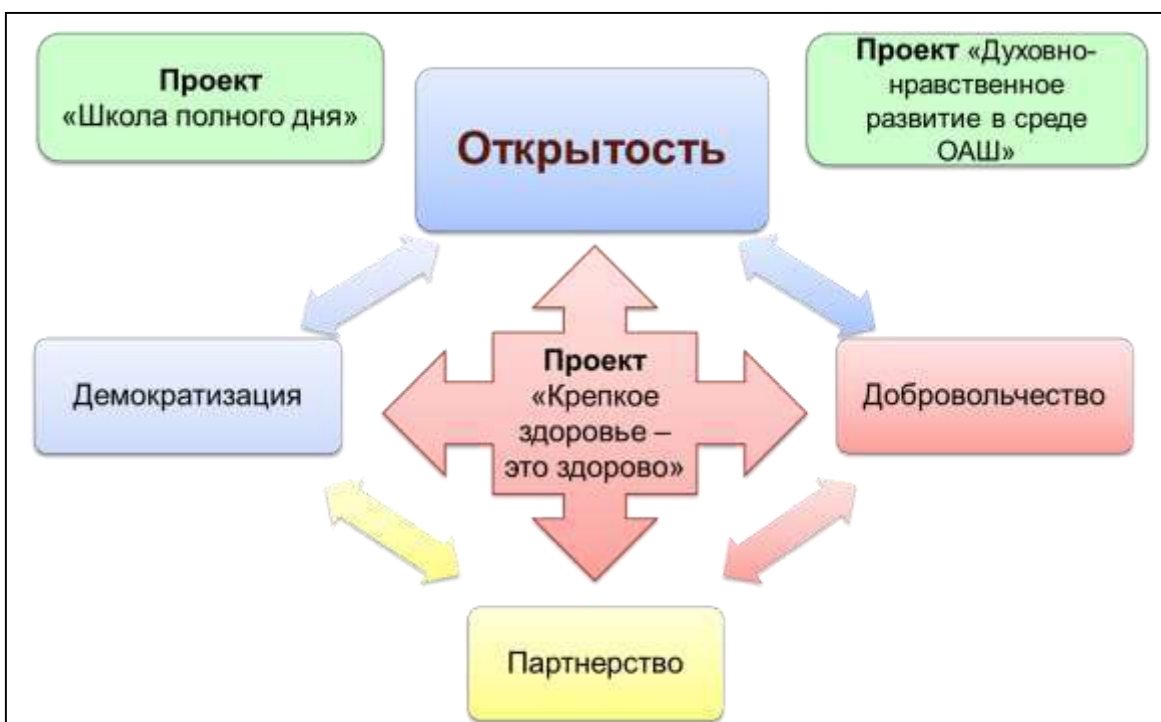 Проект
«Школа полного дня»
Проект «Духовно-
нравственное
развитие в среде
ОАШ»
Открытость
Демократизация
Проект
«Крепкое
здоровье –
это здорово»
Добровольчество
Партнерство